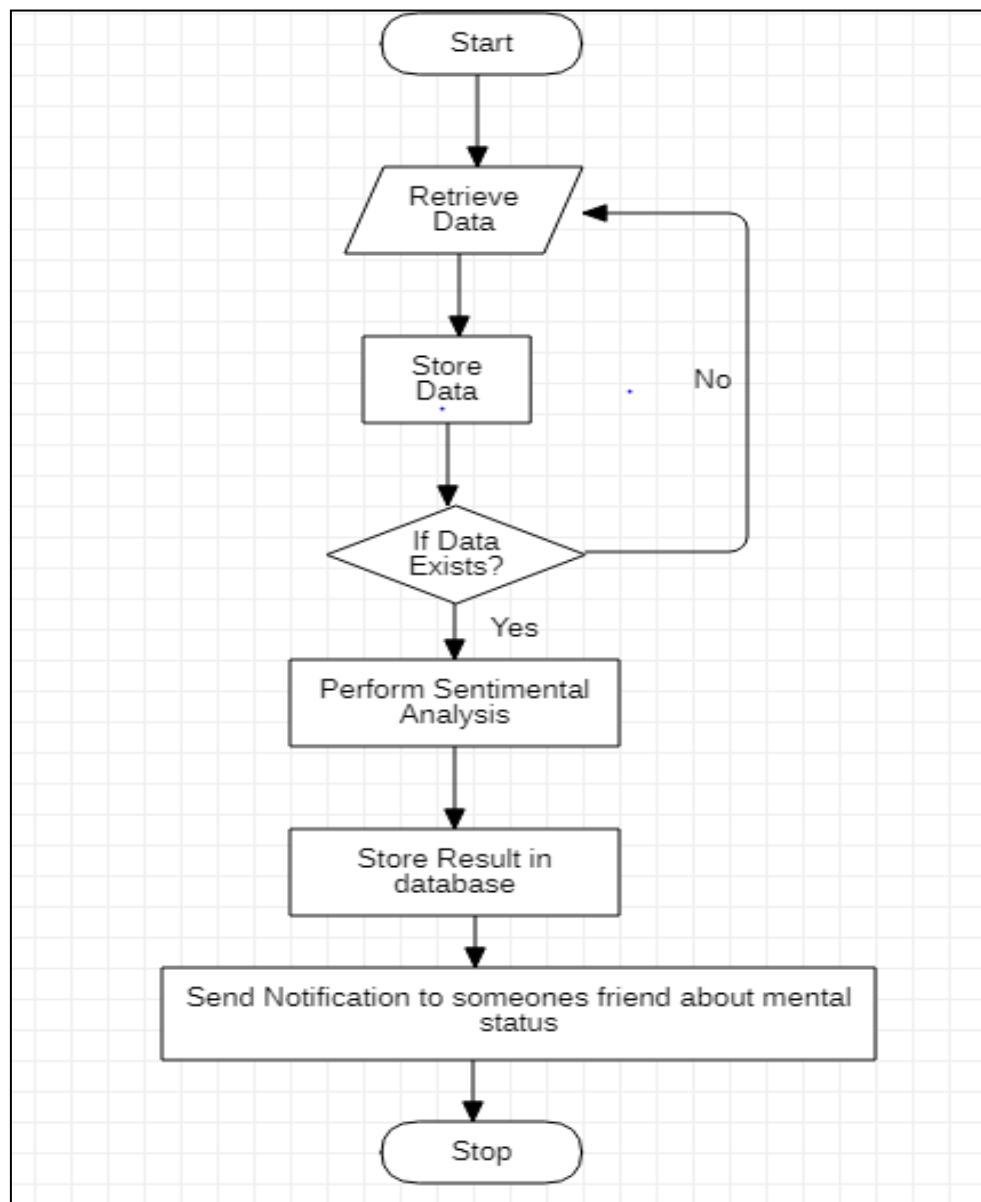 Start
Retrieve
Data
Store
Data
No
If Data
Exists?
Yes
Perform Sentimental
Analysis
Store Result in
database
Send Notification to someones friend about mental
status
Stop